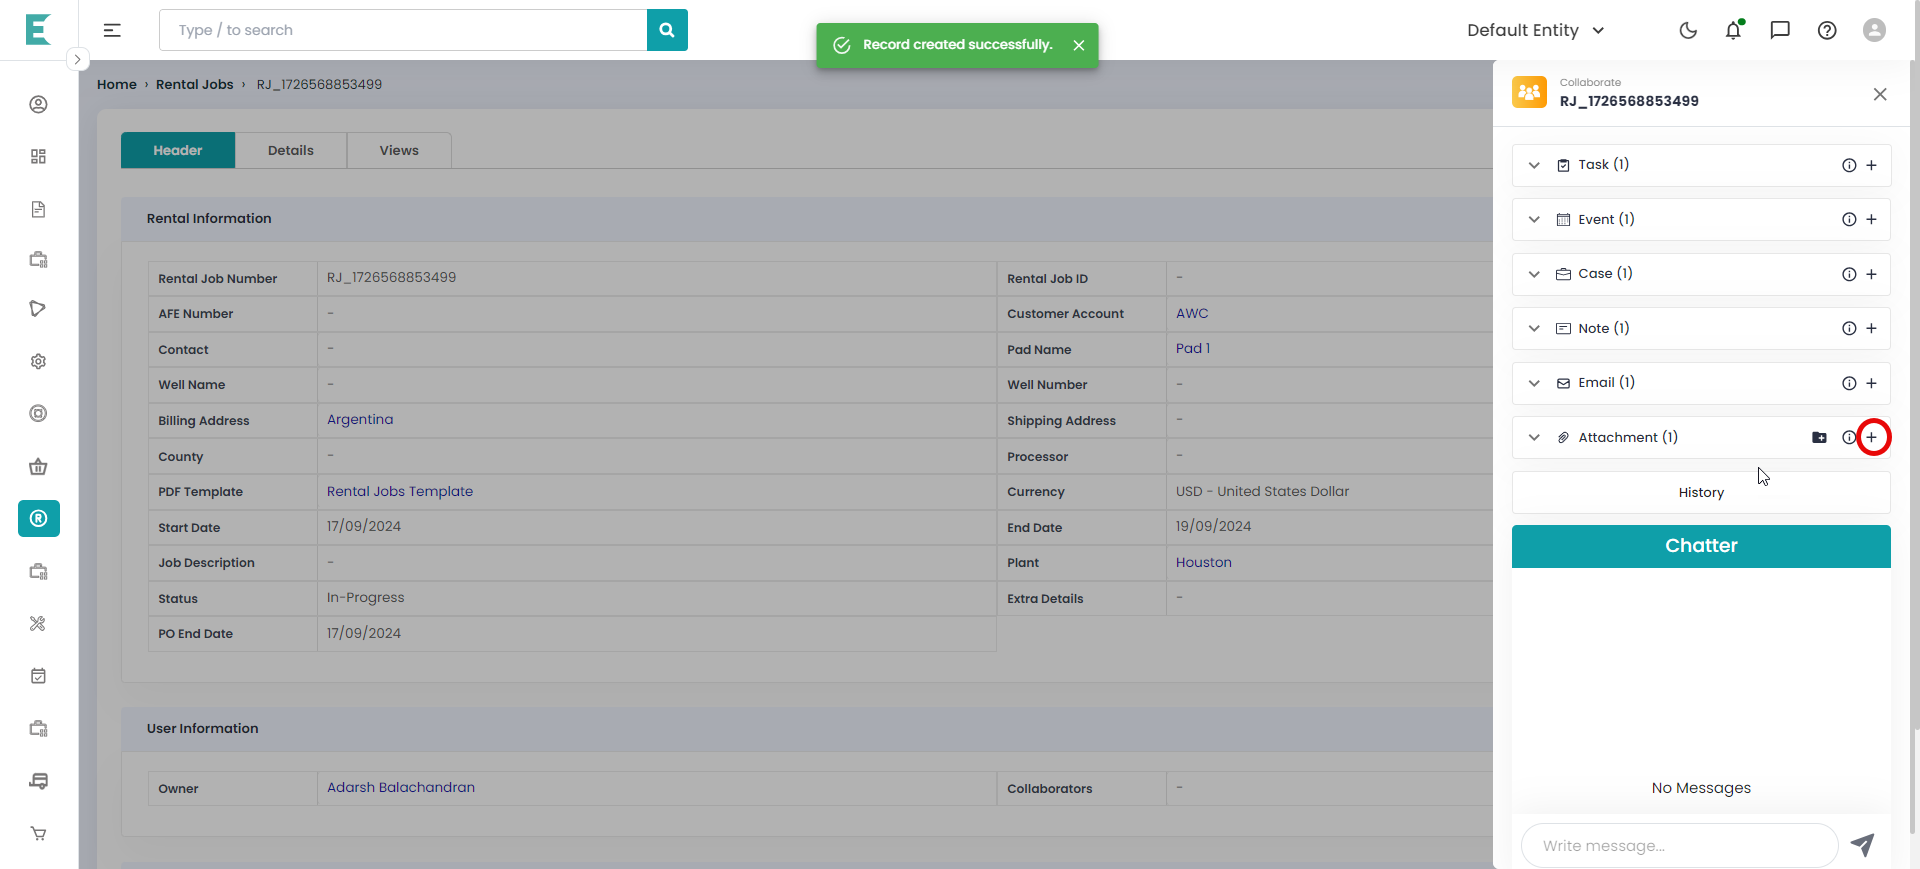 E
Type / to search
Record created successfully.
Default Entity
Home › Rental Jobs › RJ_1726568853499
Header
Details
Views
Rental Information
Rental Job Number RJ_1726568853499 Rental Job ID -
AFE Number - Customer Account AWC
Contact - Pad Name Pad 1
Well Name - Well Number -
Billing Address Argentina Shipping Address -
County - Processor -
PDF Template Rental Jobs Template Currency USD - United States Dollar
Start Date 17/09/2024 End Date 19/09/2024
Job Description - Plant Houston
Status In-Progress Extra Details -
PO End Date 17/09/2024
User Information
Owner Adarsh Balachandran Collaborators -
Collaborate
RJ_1726568853499
Task (1)
Event (1)
Case (1)
Note (1)
Email (1)
Attachment (1)
History
Chatter
No Messages
Write message...